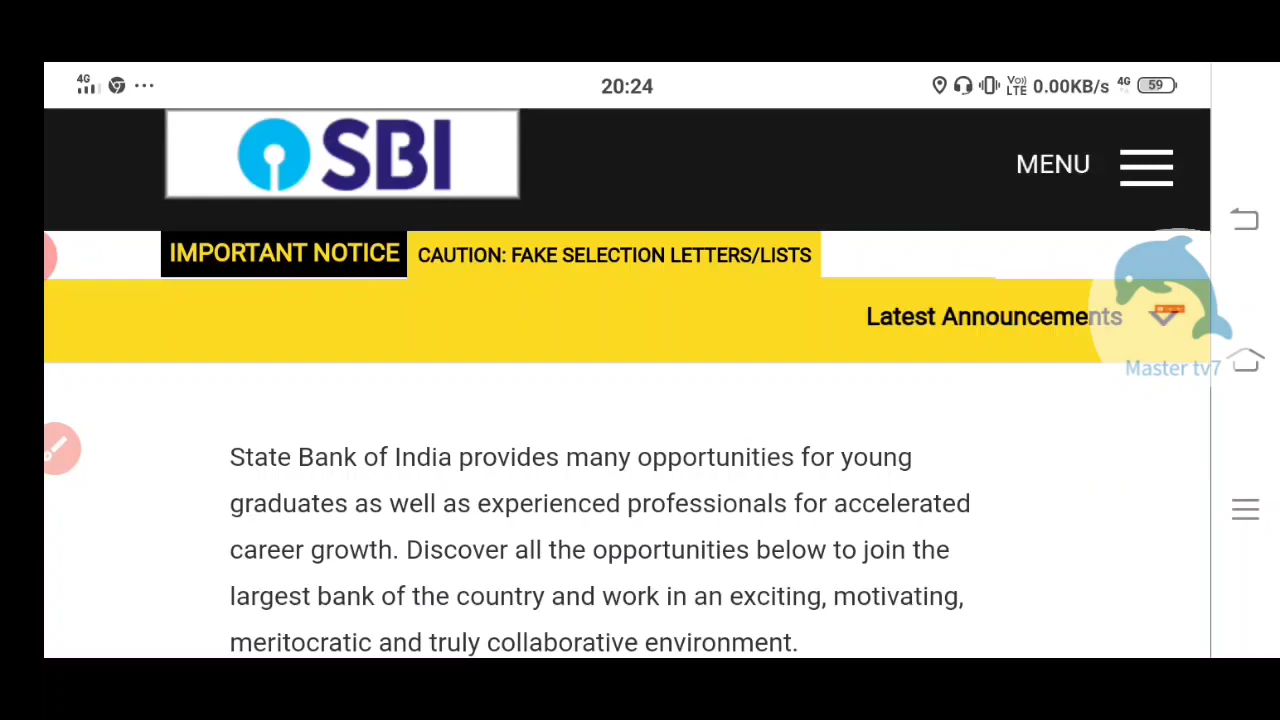 4G 20:24 VoLTE 0.00KB/s 4G 59
SBI
MENU
IMPORTANT NOTICE CAUTION: FAKE SELECTION LETTERS/LISTS
Latest Announcements
Master tv7
State Bank of India provides many opportunities for young
graduates as well as experienced professionals for accelerated
career growth. Discover all the opportunities below to join the
largest bank of the country and work in an exciting, motivating,
meritocratic and truly collaborative environment.